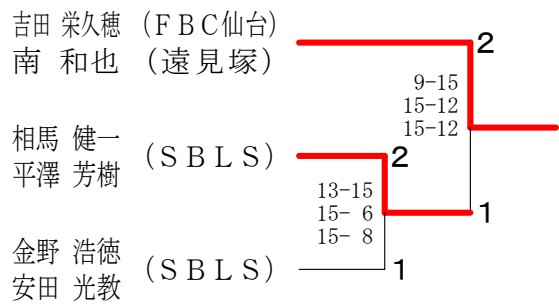 吉田 栄久穂 (FBC仙台)
南 和也 (遠見塚)
2
9-15
15-12
15-12
相馬 健一
平澤 芳樹
(SBLS)
2
13-15
15- 6
15- 8
1
金野 浩徳
安田 光教
(SBLS)
1